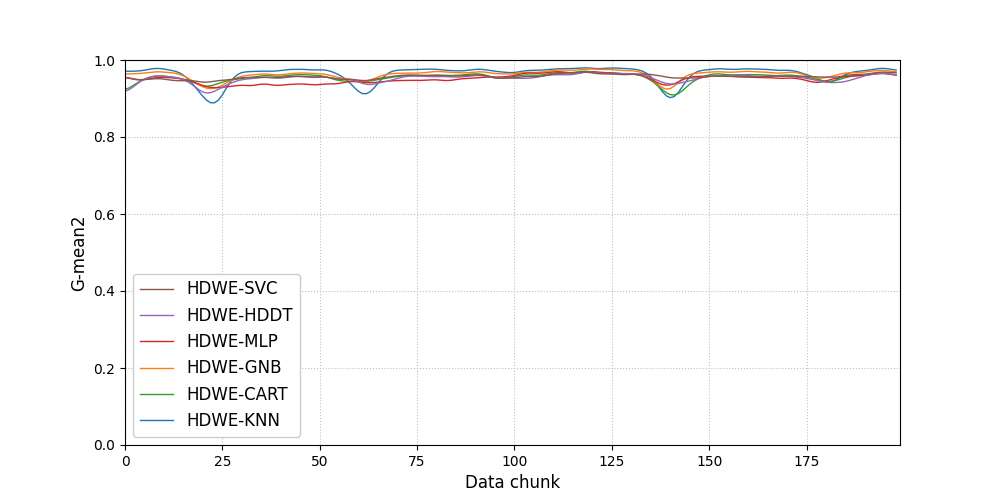 1.0
0.8
0.6
0.4
0.2
0.0
G-mean2
HDWE-SVC
HDWE-HDDT
HDWE-MLP
HDWE-GNB
HDWE-CART
HDWE-KNN
0 25 50 75 100 125 150 175
Data chunk